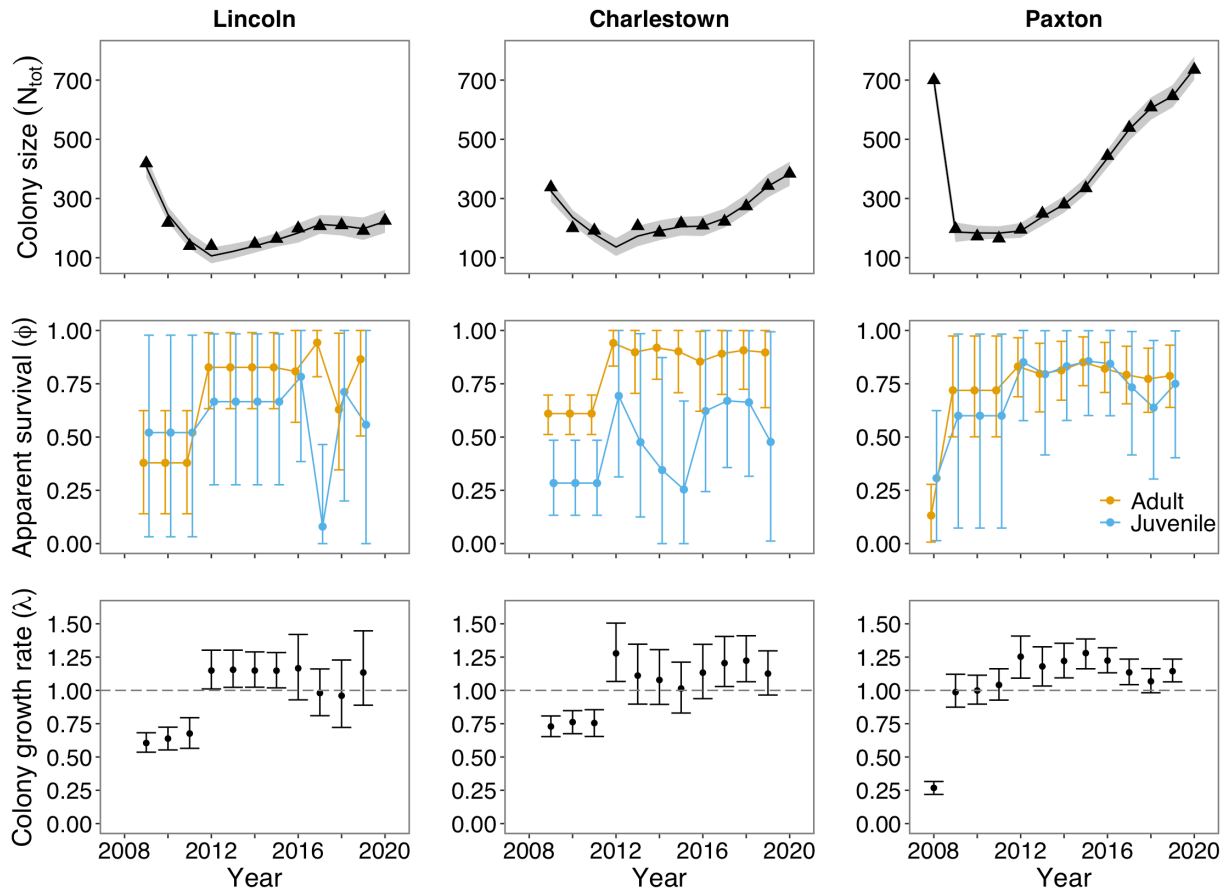 Lincoln Charlestown Paxton
Colony size (Ntot)
700 700 700
500 500 500
300 300 300
100 100 100
Apparent survival (ϕ)
1.00 1.00 1.00
0.75 0.75 0.75
0.50 0.50 0.50
0.25 0.25 0.25
0.00 0.00 0.00
Adult
Juvenile
Colony growth rate (λ)
1.50 1.50 1.50
1.25 1.25 1.25
1.00 1.00 1.00
0.75 0.75 0.75
0.50 0.50 0.50
0.25 0.25 0.25
0.00 0.00 0.00
2008 2012 2016 2020 2008 2012 2016 2020 2008 2012 2016 2020
Year Year Year